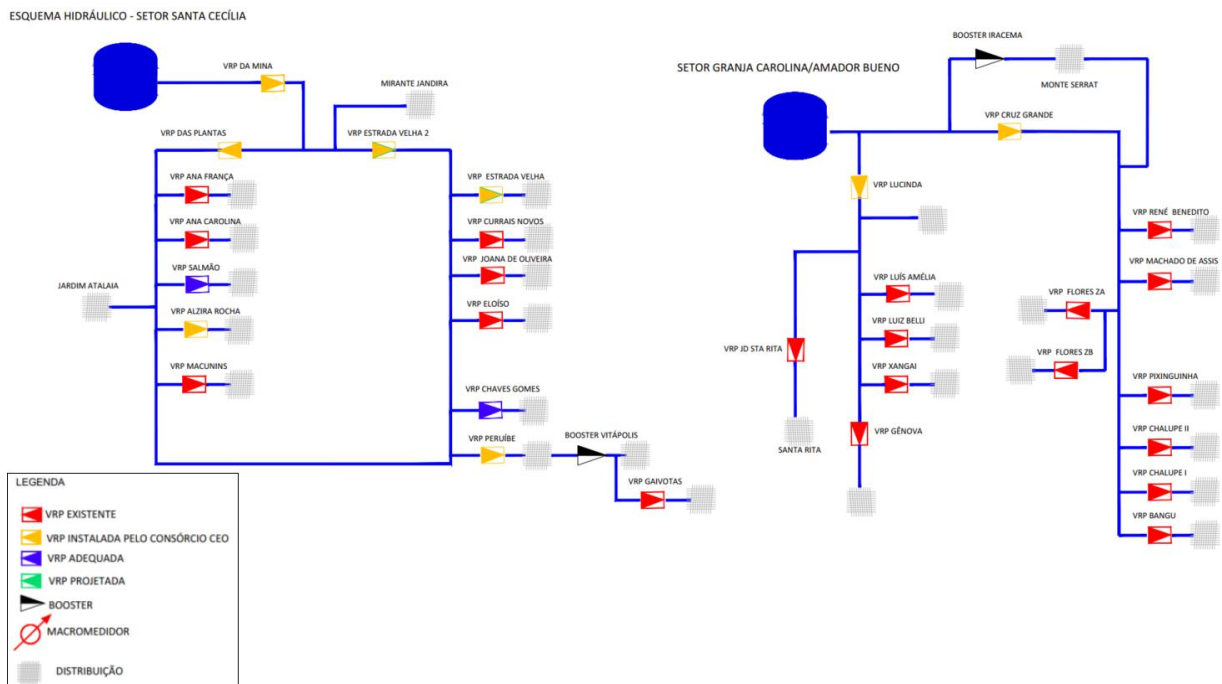 ESQUEMA HIDRÁULICO - SETOR SANTA CECÍLIA
VRP DA MINA
MIRANTE JANDIRA
VRP DAS PLANTAS
VRP ESTRADA VELHA 2
VRP ANA FRANÇA
VRP ESTRADA VELHA
VRP ANA CAROLINA
VRP CURRAIS NOVOS
VRP SALMÃO
VRP JOANA DE OLIVEIRA
JARDIM ATALAIA
VRP ALZIRA ROCHA
VRP ELOÍSO
VRP MACUNINS
VRP CHAVES GOMES
VRP PERUÍBE
BOOSTER VITÁPOLIS
VRP GAIVOTAS
SETOR GRANJA CAROLINA/AMADOR BUENO
BOOSTER IRACEMA
MONTE SERRAT
VRP CRUZ GRANDE
VRP LUCINDA
VRP RENÉ BENEDITO
VRP MACHADO DE ASSIS
VRP LUÍS AMÉLIA
VRP FLORES ZA
VRP LUIZ BELLI
VRP JD STA RITA
VRP FLORES ZB
VRP XANGAI
VRP PIXINGUINHA
VRP GÊNOVA
VRP CHALUPE II
SANTA RITA
VRP CHALUPE I
VRP BANGU
LEGENDA
VRP EXISTENTE
VRP INSTALADA PELO CONSÓRCIO CEO
VRP ADEQUADA
VRP PROJETADA
BOOSTER
MACROMEDIDOR
DISTRIBUIÇÃO